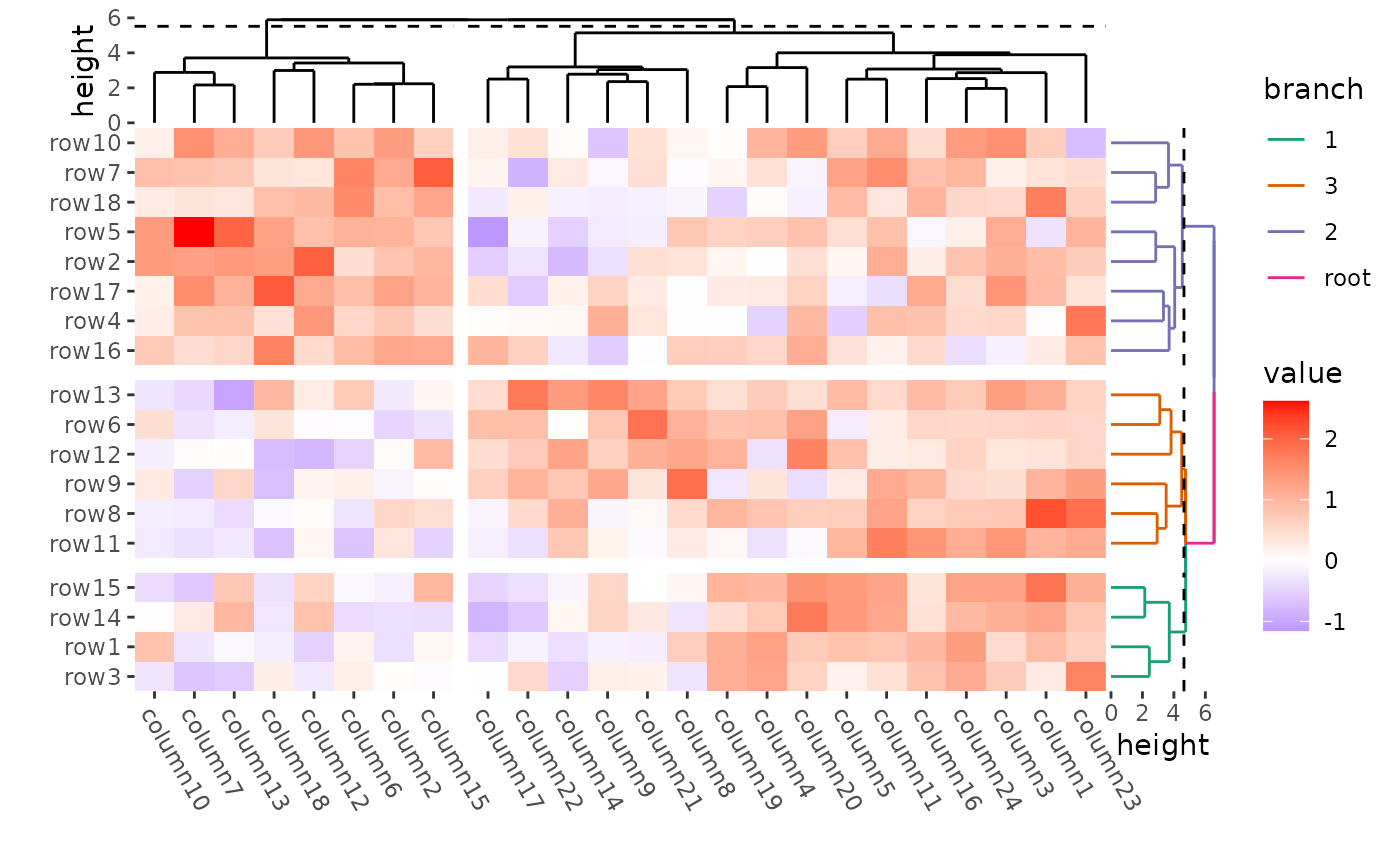 height
6
4
2
0
row10
row7
row18
row5
row2
row17
row4
row16
row13
row6
row12
row9
row8
row11
row15
row14
row1
row3
column10
column7
column13
column18
column12
column6
column2
column15
column17
column22
column14
column9
column21
column8
column19
column4
column20
column5
column11
column16
column24
column3
column1
column23
0 2 4 6
height
branch
1
3
2
root
value
2
1
0
-1